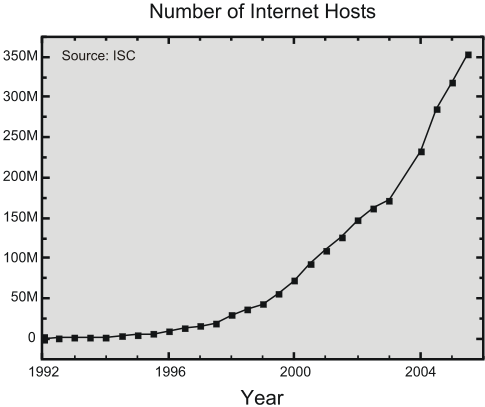 Number of Internet Hosts
Source: ISC
350M
300M
250M
200M
150M
100M
50M
0
1992 1996 2000 2004
Year